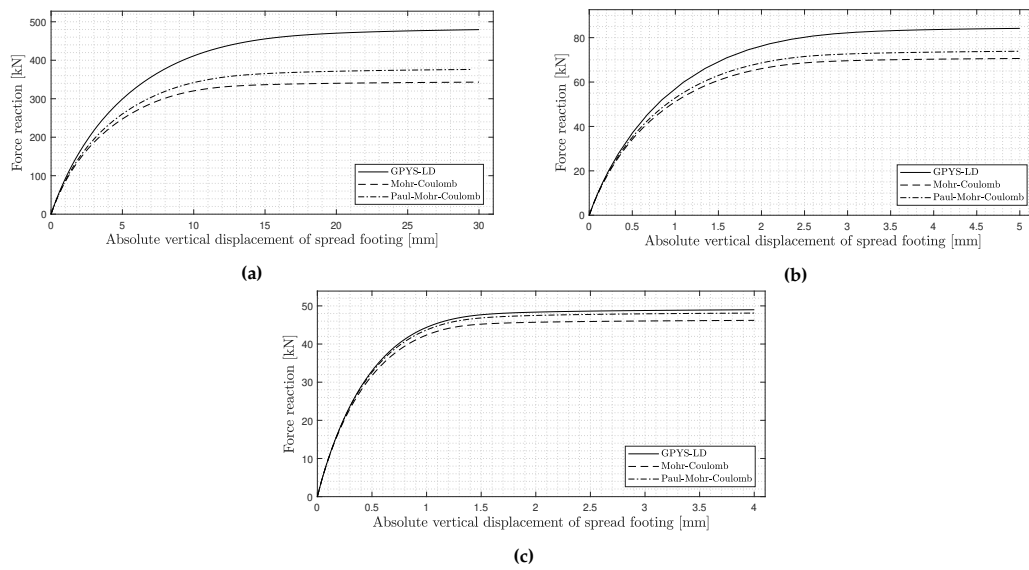 500
400
300
200
100
0
Force reaction [kN]
GPYS-LD
Mohr-Coulomb
Paul-Mohr-Coulomb
0 5 10 15 20 25 30
Absolute vertical displacement of spread footing [mm]
(a)
80
60
40
20
0
Force reaction [kN]
GPYS-LD
Mohr-Coulomb
Paul-Mohr-Coulomb
0 0.5 1 1.5 2 2.5 3 3.5 4 4.5 5
Absolute vertical displacement of spread footing [mm]
(b)
50
40
30
20
10
0
Force reaction [kN]
GPYS-LD
Mohr-Coulomb
Paul-Mohr-Coulomb
0 0.5 1 1.5 2 2.5 3 3.5 4
Absolute vertical displacement of spread footing [mm]
(c)